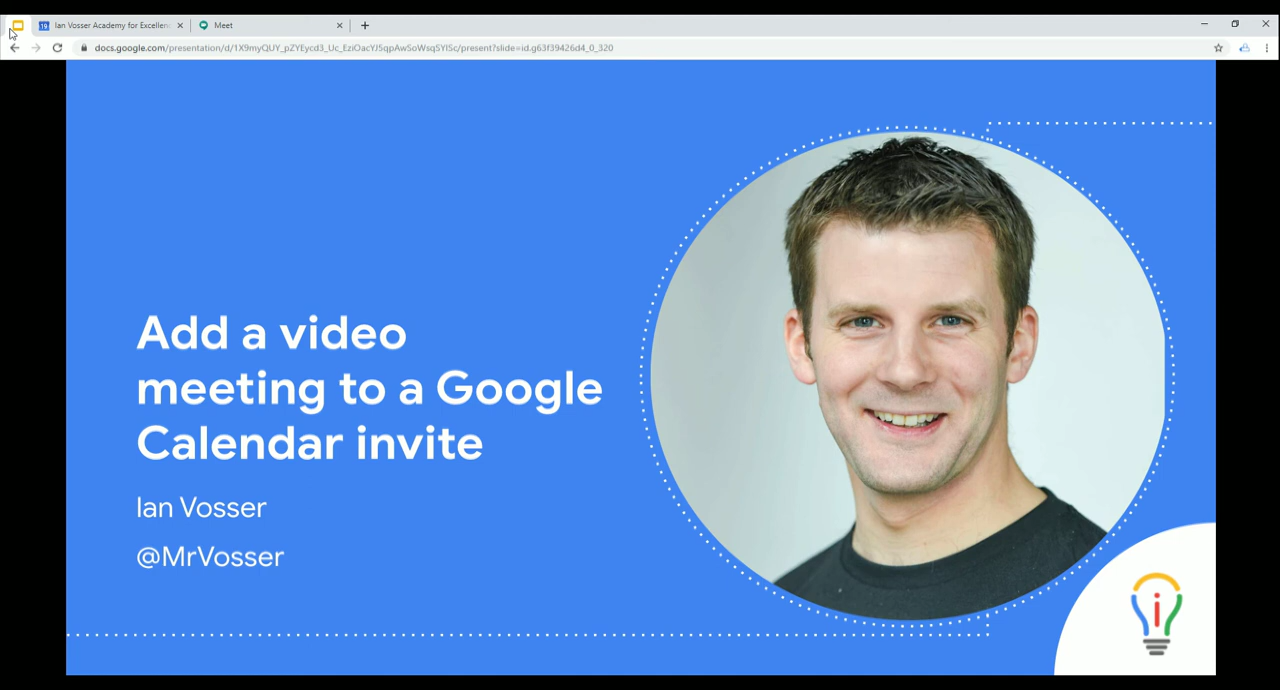 Ian Vosser Academy for Excellen
Meet
docs.google.com/presentation/d/1X9myQUY_pZYEycd3_Uc_EziOacYJ5qpAwSoWsqSYlSc/present?slide=id.g63f39426d4_0_320
Add a video
meeting to a Google
Calendar invite
Ian Vosser
@MrVosser